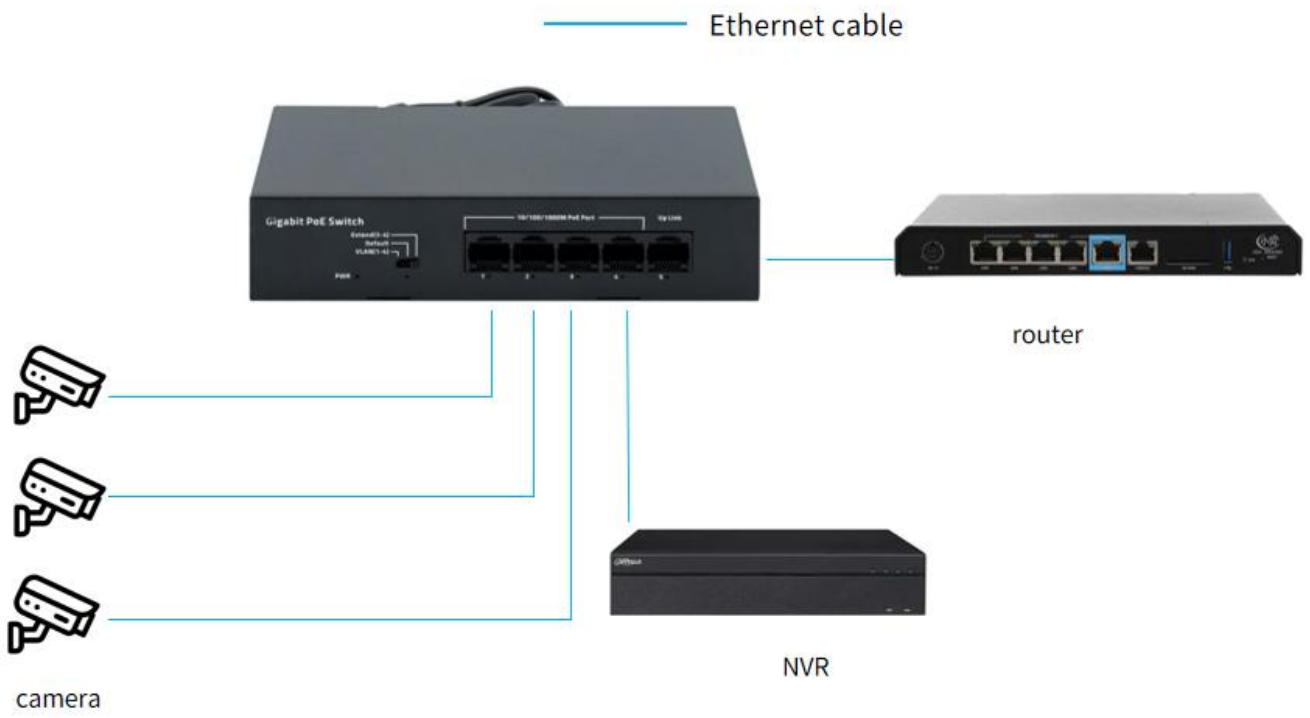 Ethernet cable
Gigabit PoE Switch
Extend(1-4)
Default
VLAN(1-4)
PWR
10/100/1000M PoE Port
Up Link
1 2 3 4 5
router
NVR
camera